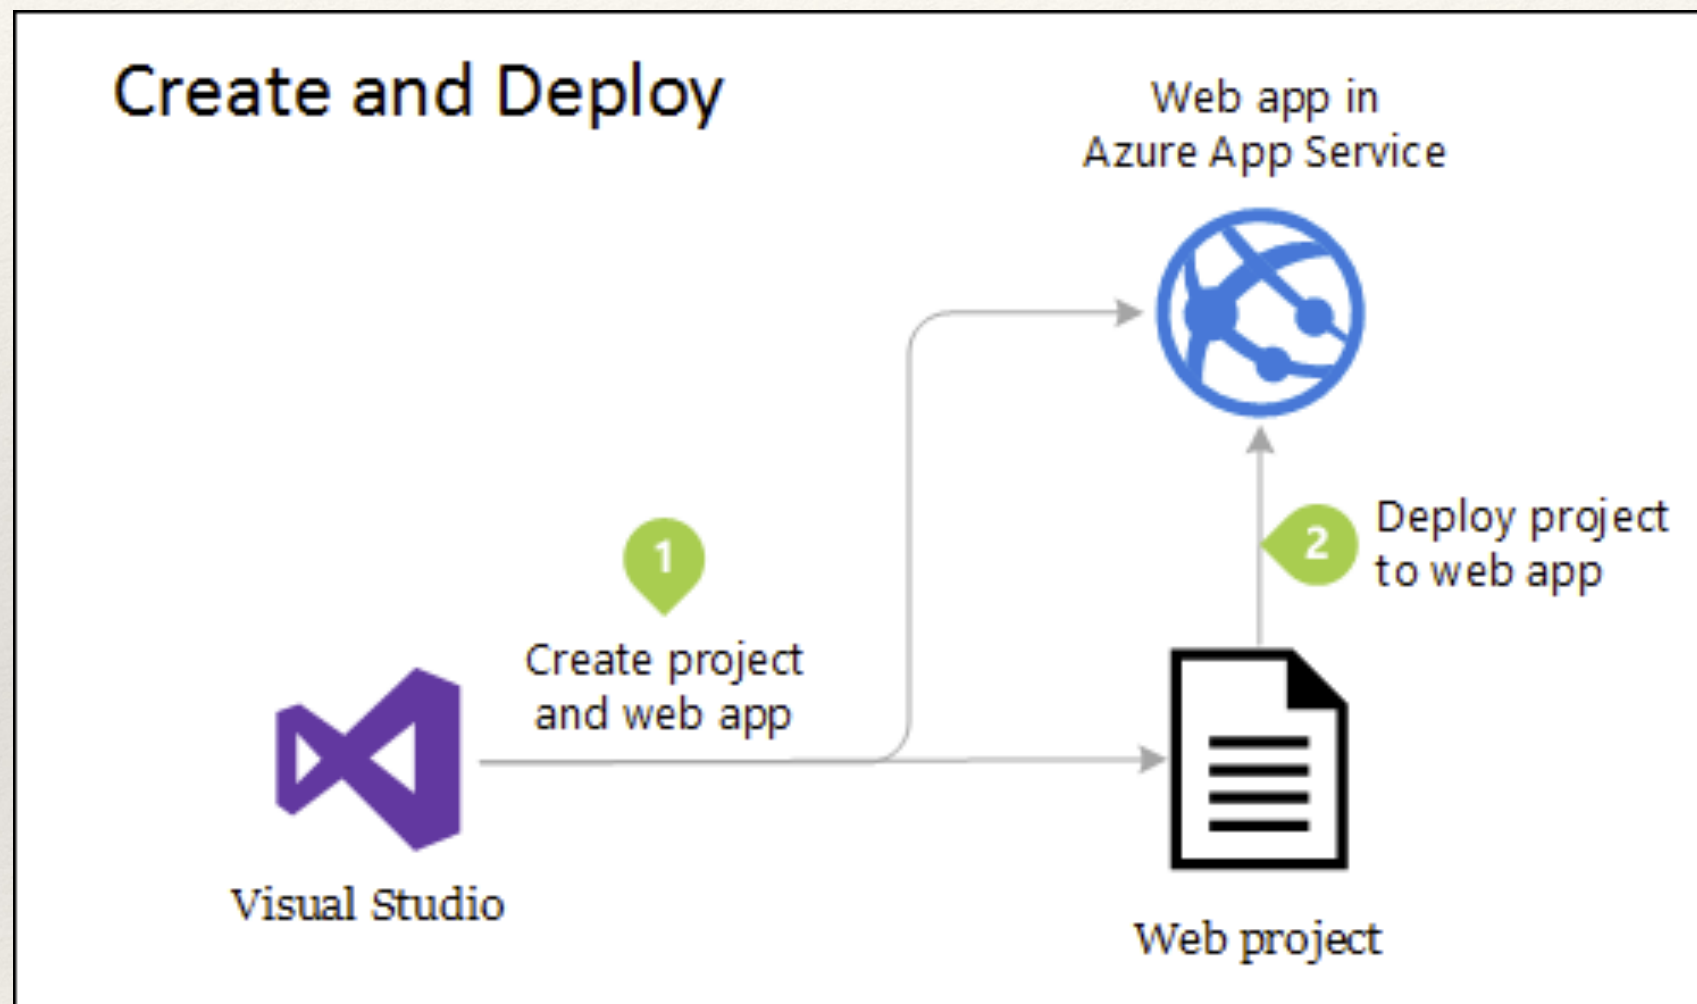 Create and Deploy
Web app in
Azure App Service
1
Create project
and web app
2
Deploy project
to web app
Visual Studio
Web project